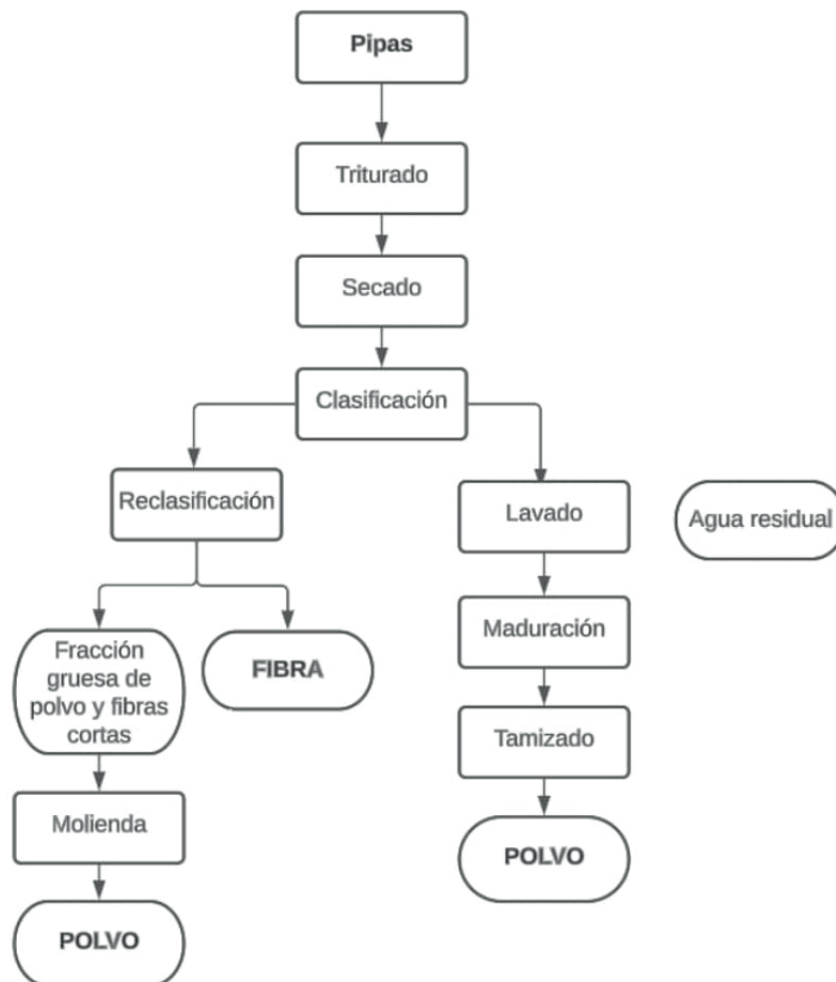 Pipas
Triturado
Secado
Clasificación
Reclasificación
Lavado
Agua residual
Maduración
Fracción
gruesa de
polvo y fibras
cortas
FIBRA
Tamizado
Molienda
POLVO
POLVO